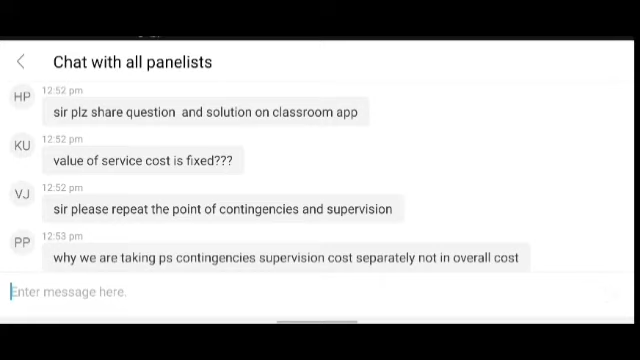 Chat with all panelists
HP
12:52 pm
sir plz share question and solution on classroom app
KU
12:52 pm
value of service cost is fixed???
VJ
12:52 pm
sir please repeat the point of contingencies and supervision
PP
12:53 pm
why we are taking ps contingencies supervision cost separately not in overall cost
Enter message here.